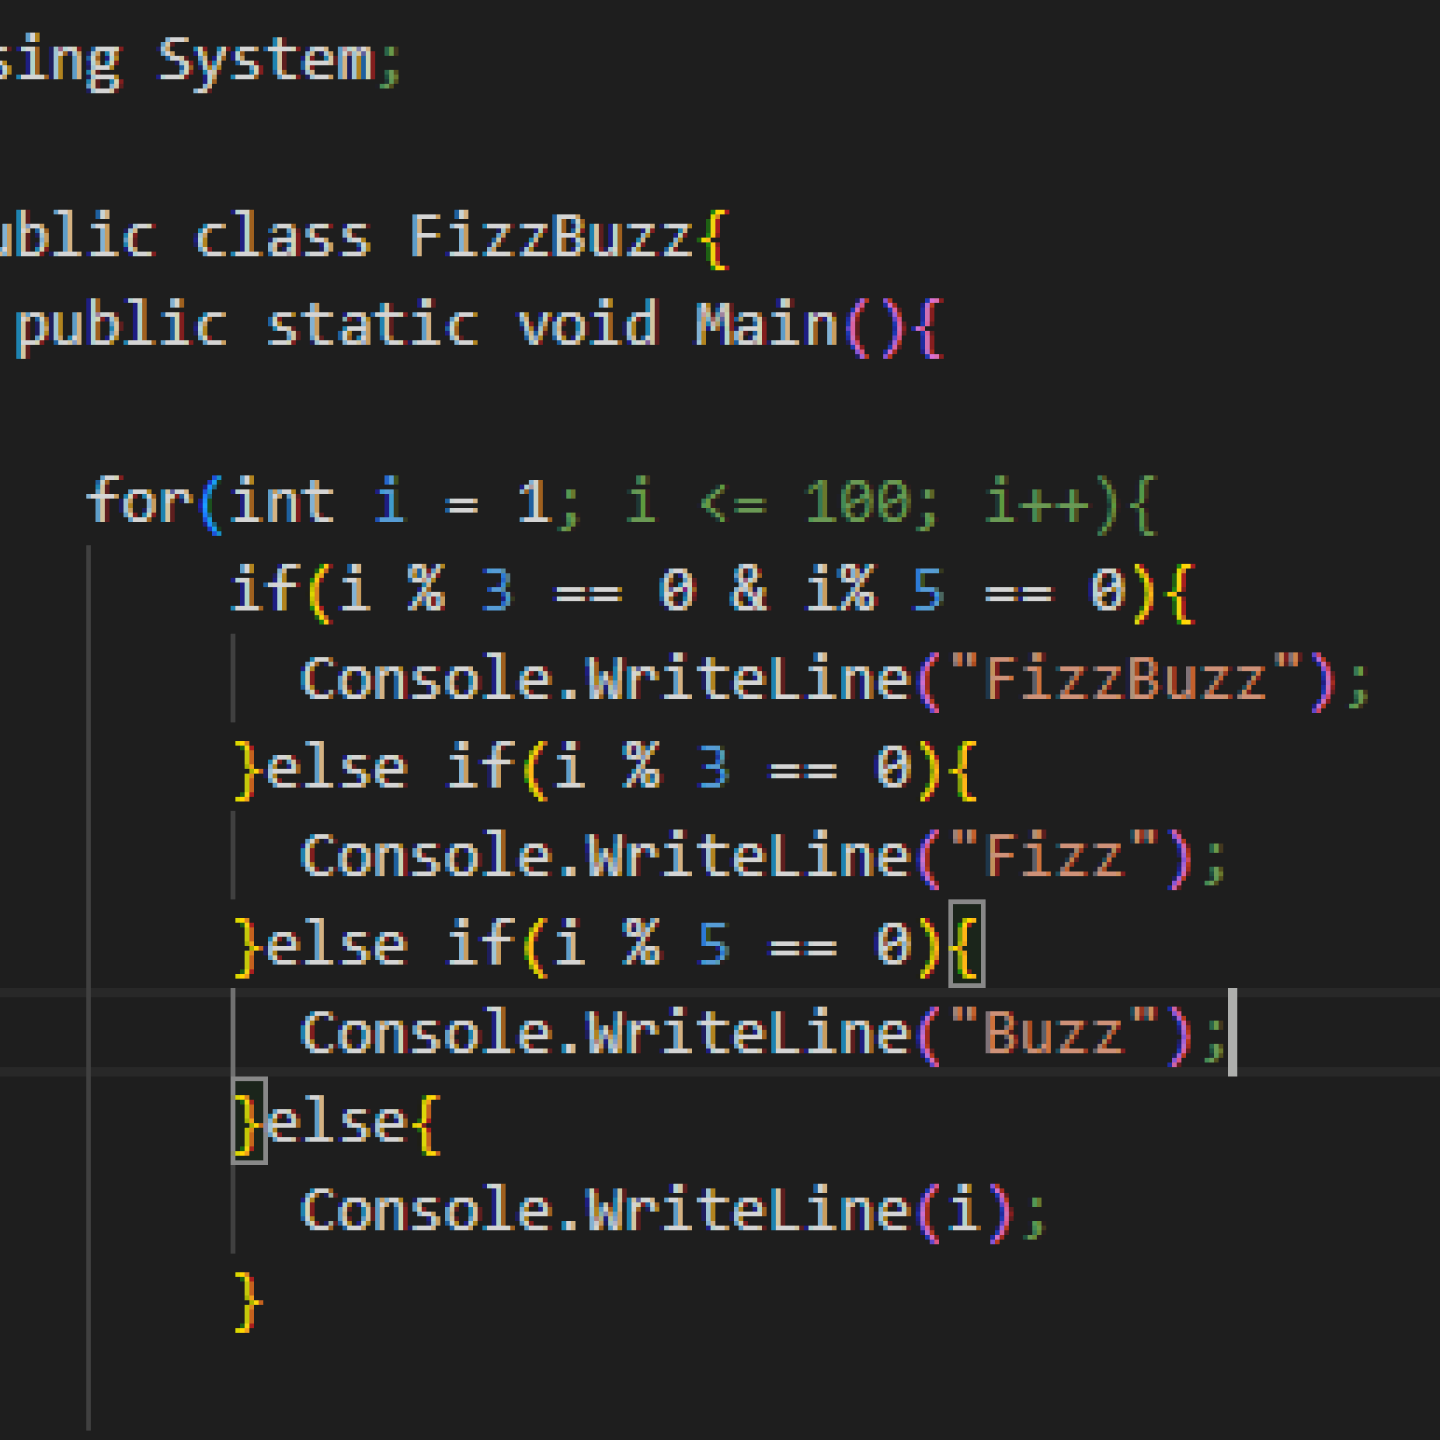 sing System;
ublic class FizzBuzz{
public static void Main(){
for(int i = 1; i <= 100; i++){
if(i % 3 == 0 & i% 5 == 0){
Console.WriteLine("FizzBuzz");
}else if(i % 3 == 0){
Console.WriteLine("Fizz");
}else if(i % 5 == 0){
Console.WriteLine("Buzz");
}else{
Console.WriteLine(i);
}